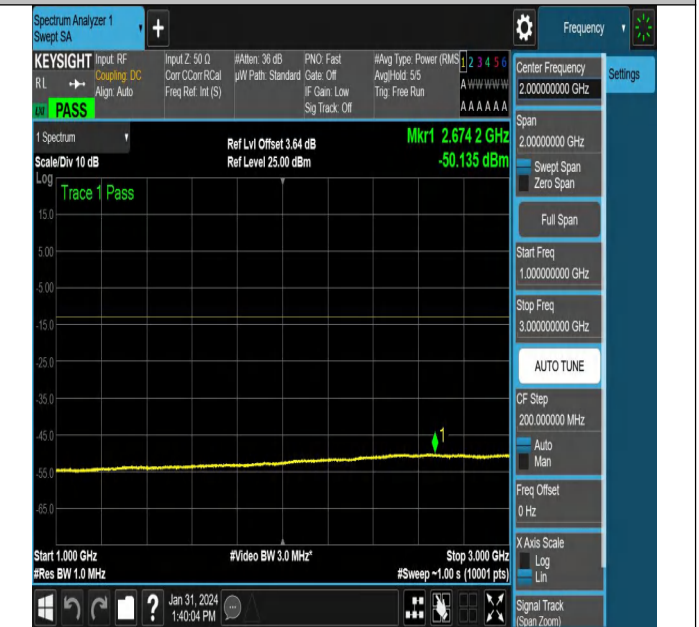 Spectrum Analyzer 1
Swept SA
+
Frequency
KEYSIGHT
RL
PASS
Input: RF
Coupling: DC
Align: Auto
Input Z: 50 Ω
Corr CCorr RCal
Freq Ref: Int (S)
#Atten: 36 dB
µW Path: Standard
PNO: Fast
Gate: Off
IF Gain: Low
Sig Track: Off
#Avg Type: Power (RMS
Avg|Hold: 5/5
Trig: Free Run
1 2 3 4 5 6
A W W W W W
A A A A A A
1 Spectrum
Scale/Div 10 dB
Ref Lvl Offset 3.64 dB
Ref Level 25.00 dBm
Mkr1 2.674 2 GHz
-50.135 dBm
Log
Trace 1 Pass
15.0
5.00
-5.00
-15.0
-25.0
-35.0
-45.0
-55.0
-65.0
1
Start 1.000 GHz
#Res BW 1.0 MHz
#Video BW 3.0 MHz*
Stop 3.000 GHz
#Sweep ~1.00 s (10001 pts)
?
Jan 31, 2024
1:40:04 PM
Center Frequency
2.000000000 GHz
Settings
Span
2.00000000 GHz
Swept Span
Zero Span
Full Span
Start Freq
1.000000000 GHz
Stop Freq
3.000000000 GHz
AUTO TUNE
CF Step
200.000000 MHz
Auto
Man
Freq Offset
0 Hz
X Axis Scale
Log
Lin
Signal Track
(Span Zoom)